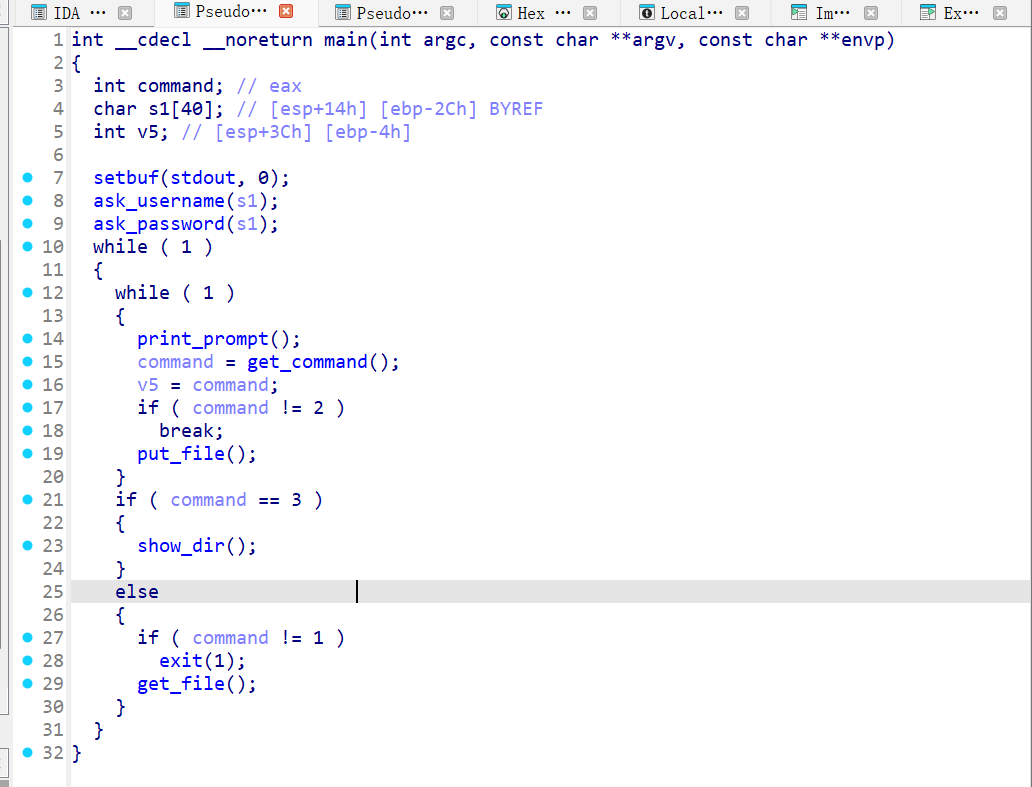 IDA ··· Pseudo··· Pseudo··· Hex ··· Local··· Im··· Ex···
1 int __cdecl __noreturn main(int argc, const char **argv, const char **envp)
2 {
3   int command; // eax
4   char s1[40]; // [esp+14h] [ebp-2Ch] BYREF
5   int v5; // [esp+3Ch] [ebp-4h]
6
7   setbuf(stdout, 0);
8   ask_username(s1);
9   ask_password(s1);
10   while ( 1 )
11   {
12     while ( 1 )
13     {
14       print_prompt();
15       command = get_command();
16       v5 = command;
17       if ( command != 2 )
18         break;
19       put_file();
20     }
21     if ( command == 3 )
22     {
23       show_dir();
24     }
25     else
26     {
27       if ( command != 1 )
28         exit(1);
29       get_file();
30     }
31   }
32 }